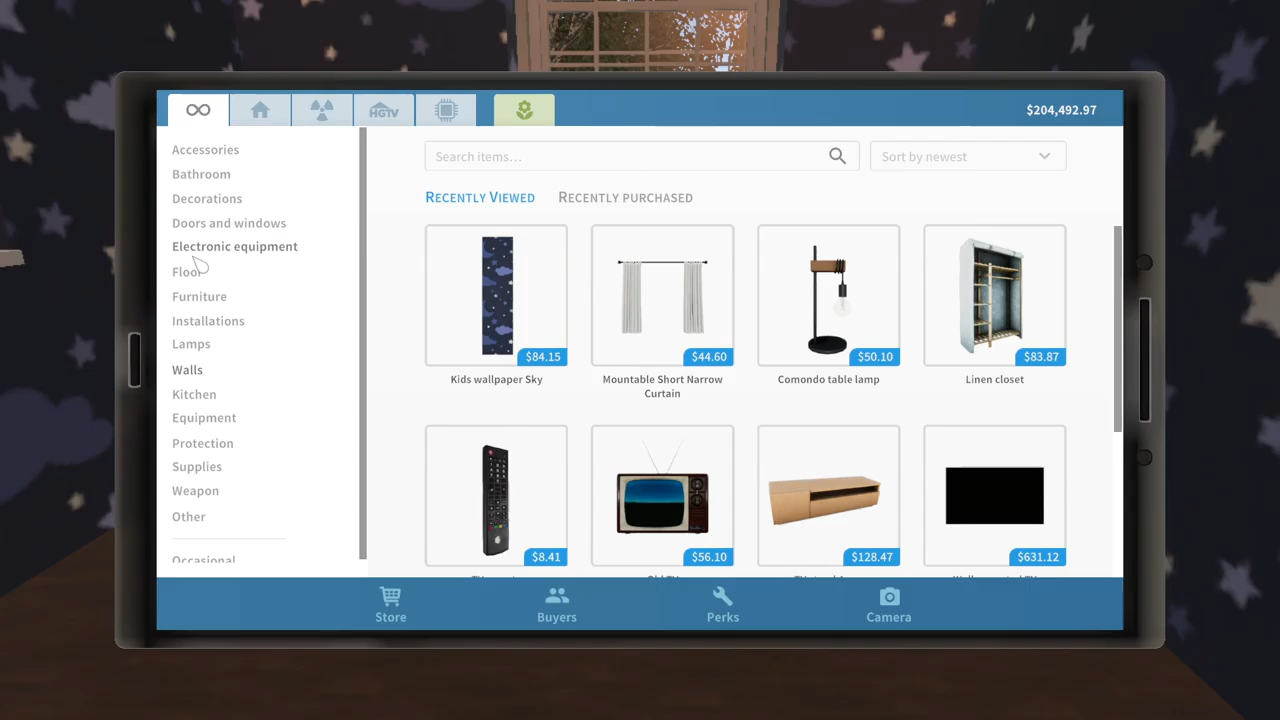 HGTV
$204,492.97
Accessories
Bathroom
Decorations
Doors and windows
Electronic equipment
Floor
Furniture
Installations
Lamps
Walls
Kitchen
Equipment
Protection
Supplies
Weapon
Other
Occasional
Search items...
Sort by newest
RECENTLY VIEWED
RECENTLY PURCHASED
$84.15
$44.60
$50.10
$83.87
Kids wallpaper Sky
Mountable Short Narrow
Curtain
Comondo table lamp
Linen closet
$8.41
$56.10
$128.47
$631.12
Store
Buyers
Perks
Camera